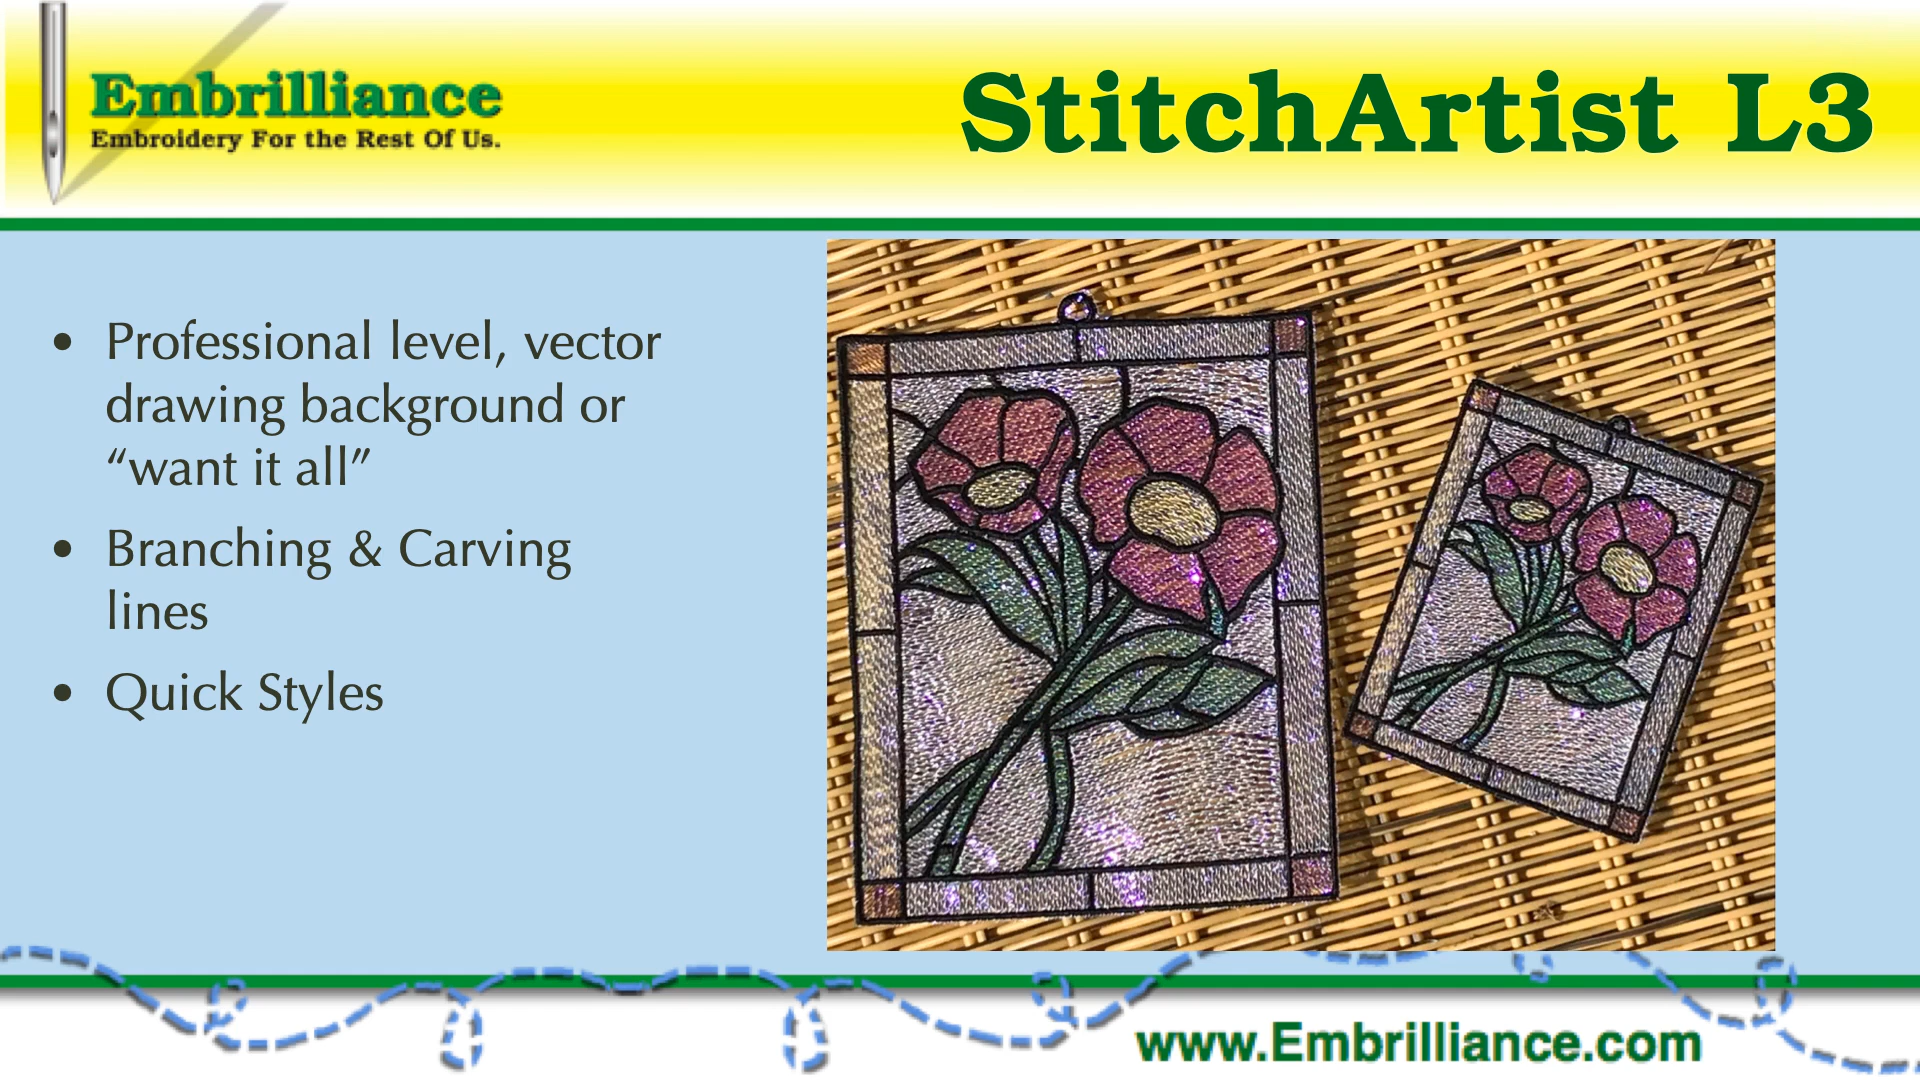 Embrilliance
Embroidery For the Rest Of Us.
StitchArtist L3
• Professional level, vector
drawing background or
“want it all”
• Branching & Carving
lines
• Quick Styles
www.Embrilliance.com